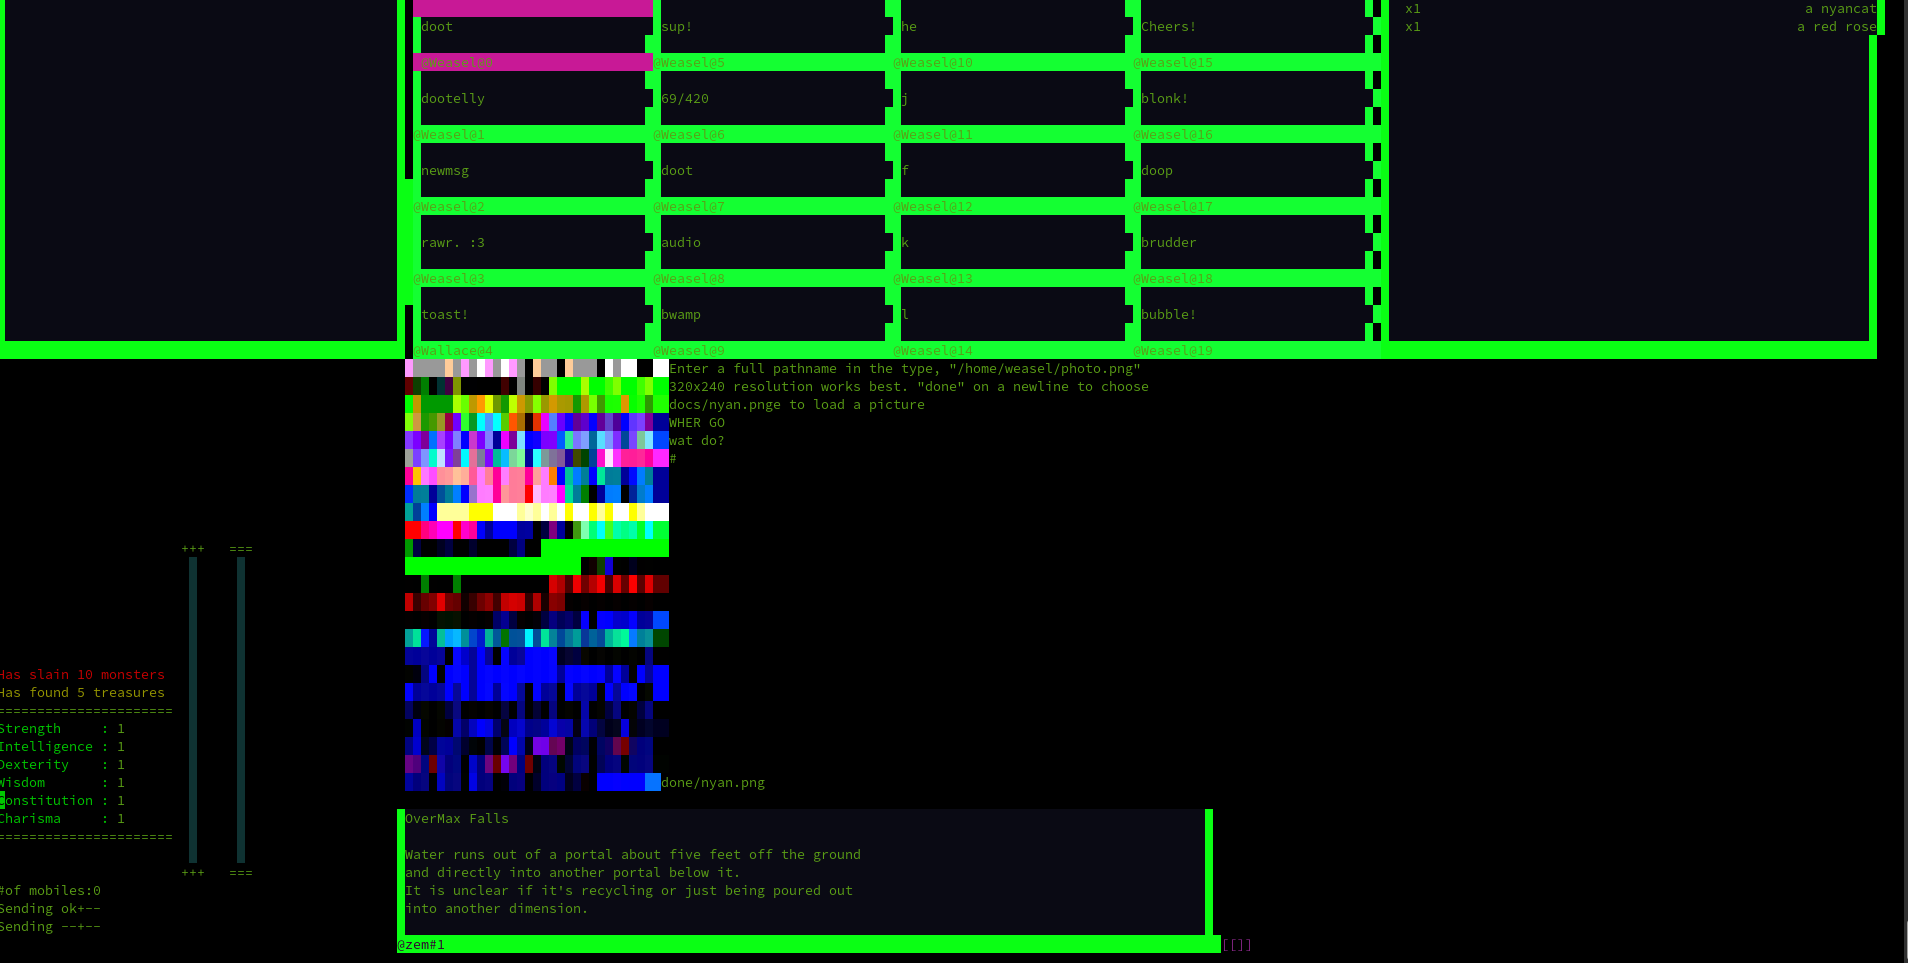 doot sup! he Cheers! x1 a nyancat
x1 a red rose
@Weasel@0 @Weasel@5 @Weasel@10 @Weasel@15
dootelly 69/420 j blonk!
@Weasel@1 @Weasel@6 @Weasel@11 @Weasel@16
newmsg doot f doop
@Weasel@2 @Weasel@7 @Weasel@12 @Weasel@17
rawr. :3 audio k brudder
@Weasel@3 @Weasel@8 @Weasel@13 @Weasel@18
toast! bwamp l bubble!
@Wallace@4 @Weasel@9 @Weasel@14 @Weasel@19
Enter a full pathname in the type, "/home/weasel/photo.png"
320x240 resolution works best. "done" on a newline to choose
docs/nyan.pnge to load a picture
WHER GO
wat do?
#
+++ ===
Has slain 10 monsters
Has found 5 treasures
======================
Strength : 1
Intelligence : 1
Dexterity : 1
Wisdom : 1
Constitution : 1
Charisma : 1
======================
+++ ===
#of mobiles:0
Sending ok+--
Sending --+--
done/nyan.png
OverMax Falls
Water runs out of a portal about five feet off the ground
and directly into another portal below it.
It is unclear if it's recycling or just being poured out
into another dimension.
@zem#1 [[]]